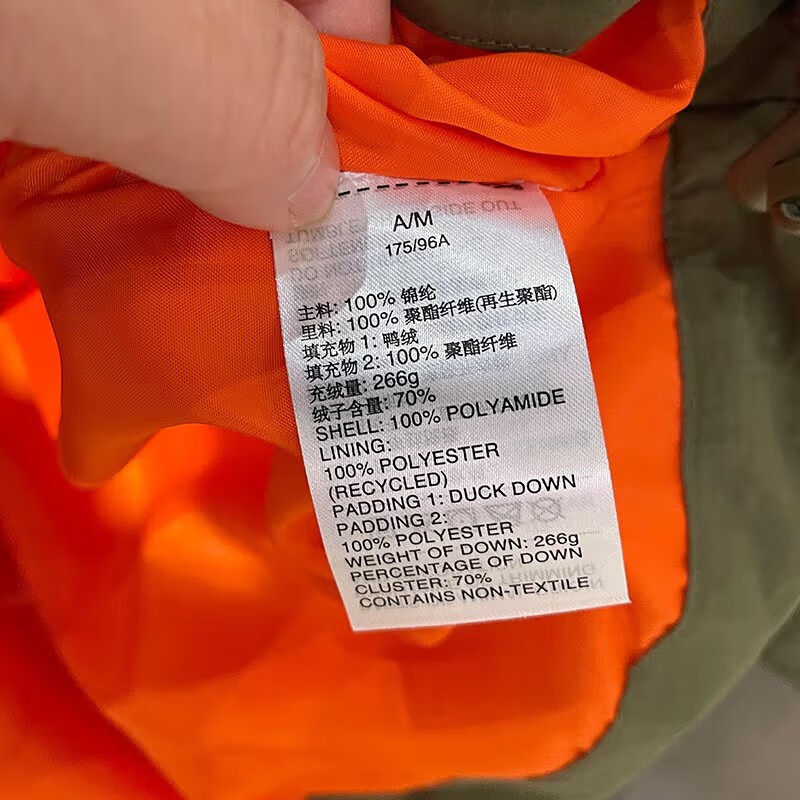 A/M
175/96A
主料: 100% 锦纶
里料: 100% 聚酯纤维(再生聚酯)
填充物 1: 鸭绒
填充物 2: 100% 聚酯纤维
充绒量: 266g
绒子含量: 70%
SHELL: 100% POLYAMIDE
LINING:
100% POLYESTER
(RECYCLED)
PADDING 1: DUCK DOWN
PADDING 2:
100% POLYESTER
WEIGHT OF DOWN: 266g
PERCENTAGE OF DOWN
CLUSTER: 70%
CONTAINS NON-TEXTILE